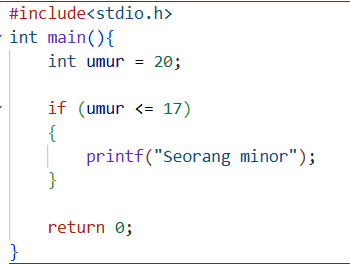 #include<stdio.h>
int main(){
    int umur = 20;

    if (umur <= 17)
    {
        printf("Seorang minor");
    }

    return 0;
}